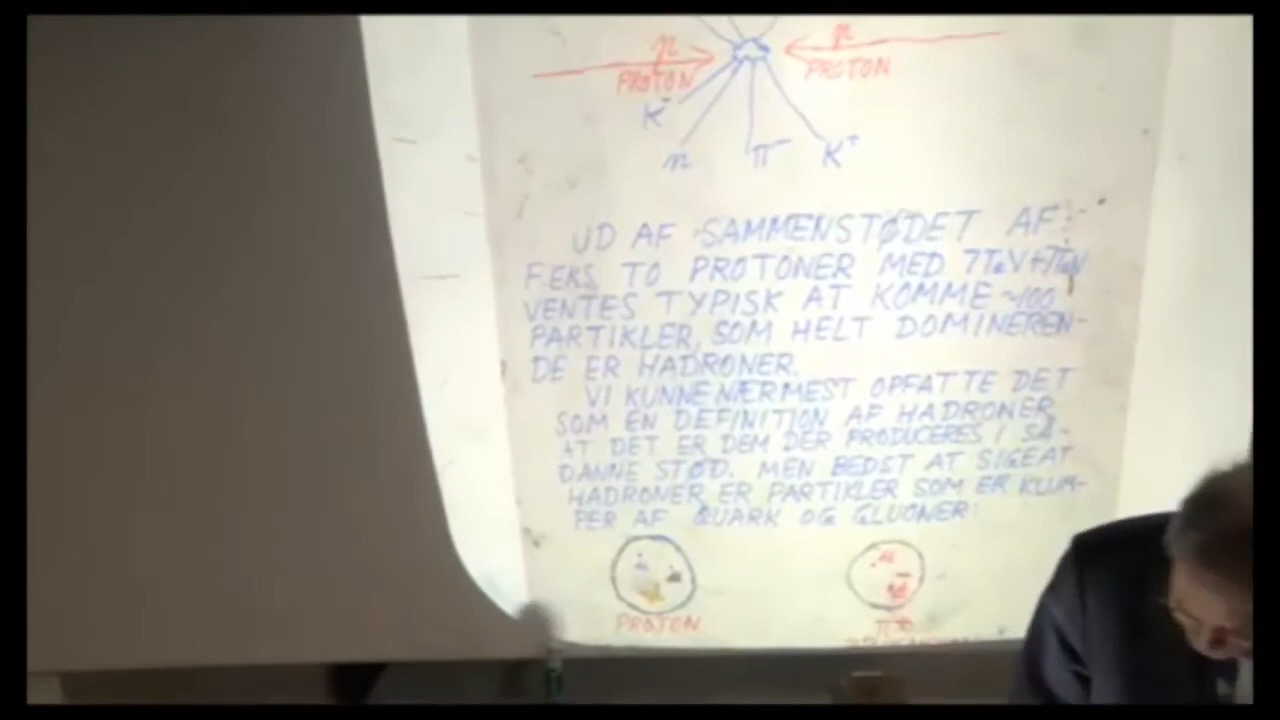 p p
PROTON PROTON
K⁻
n π⁻ K⁺
UD AF SAMMENSTØDET AF
F.EKS. TO PROTONER MED 7TeV+7TeV
VENTES TYPISK AT KOMME ~100
PARTIKLER, SOM HELT DOMINEREN-
DE ER HADRONER.
VI KUNNE NÆRMEST OPFATTE DET
SOM EN DEFINITION AF HADRONER,
AT DET ER DEM DER PRODUCERES I SÅ-
DANNE STØD. MEN BEDST AT SIGE AT
HADRONER ER PARTIKLER SOM ER KLUM-
PER AF QUARK OG GLUONER:
PROTON